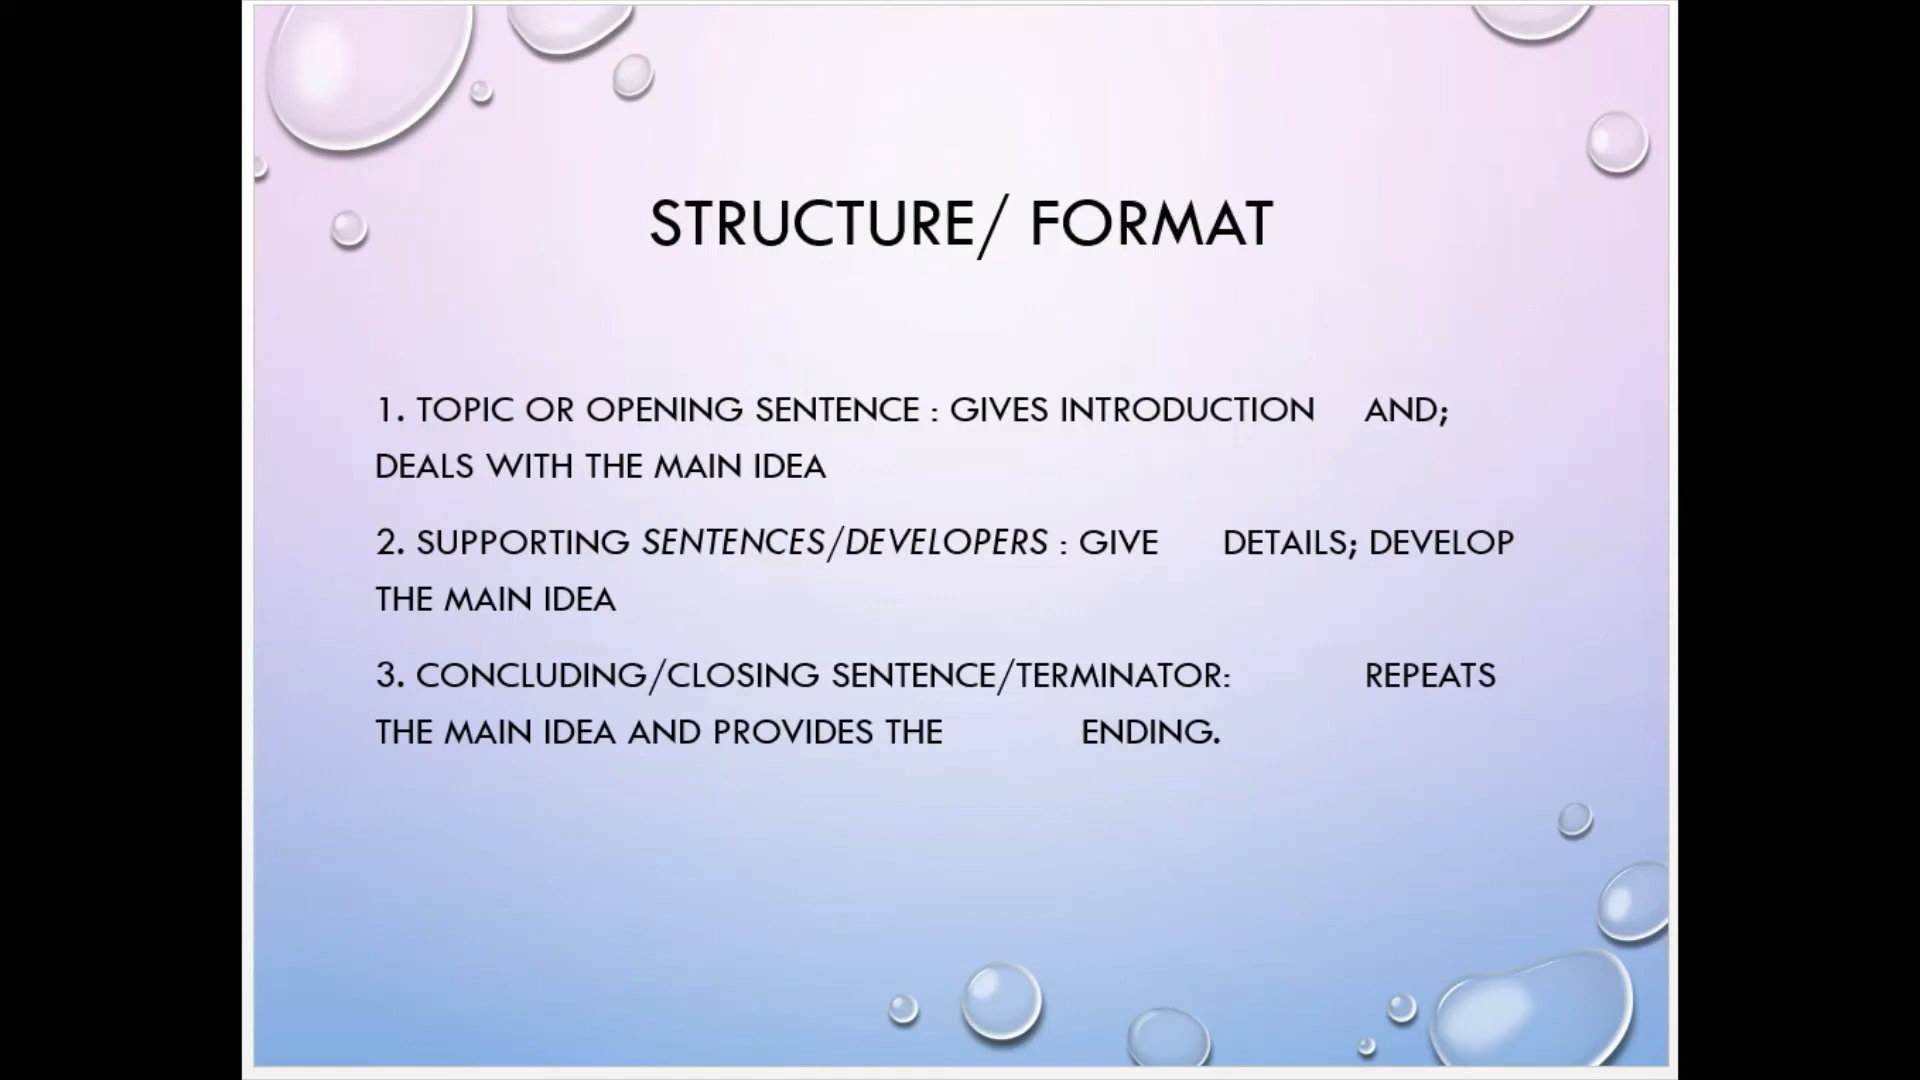 STRUCTURE/ FORMAT
1. TOPIC OR OPENING SENTENCE : GIVES INTRODUCTION AND;
DEALS WITH THE MAIN IDEA
2. SUPPORTING SENTENCES/DEVELOPERS : GIVE DETAILS; DEVELOP
THE MAIN IDEA
3. CONCLUDING/CLOSING SENTENCE/TERMINATOR: REPEATS
THE MAIN IDEA AND PROVIDES THE ENDING.